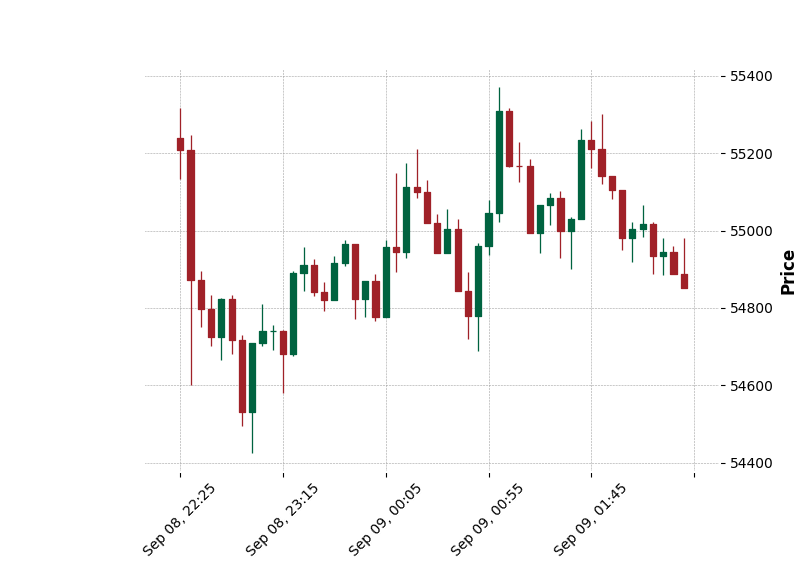 55400
55200
55000
54800
54600
54400
Price
Sep 08, 22:25
Sep 08, 23:15
Sep 09, 00:05
Sep 09, 00:55
Sep 09, 01:45